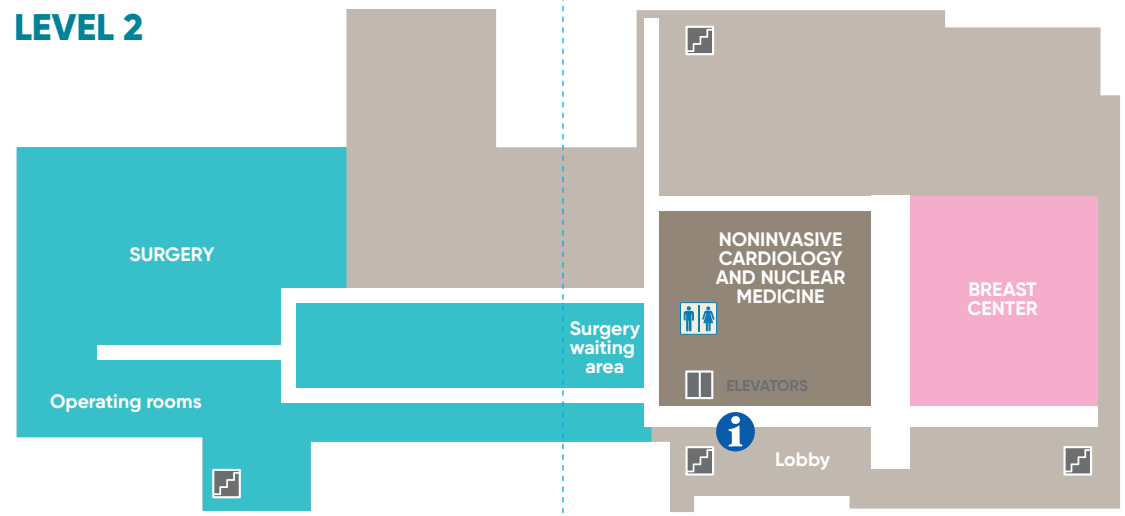 LEVEL 2
SURGERY
Operating rooms
Surgery
waiting
area
NONINVASIVE
CARDIOLOGY
AND NUCLEAR
MEDICINE
ELEVATORS
BREAST
CENTER
i
Lobby